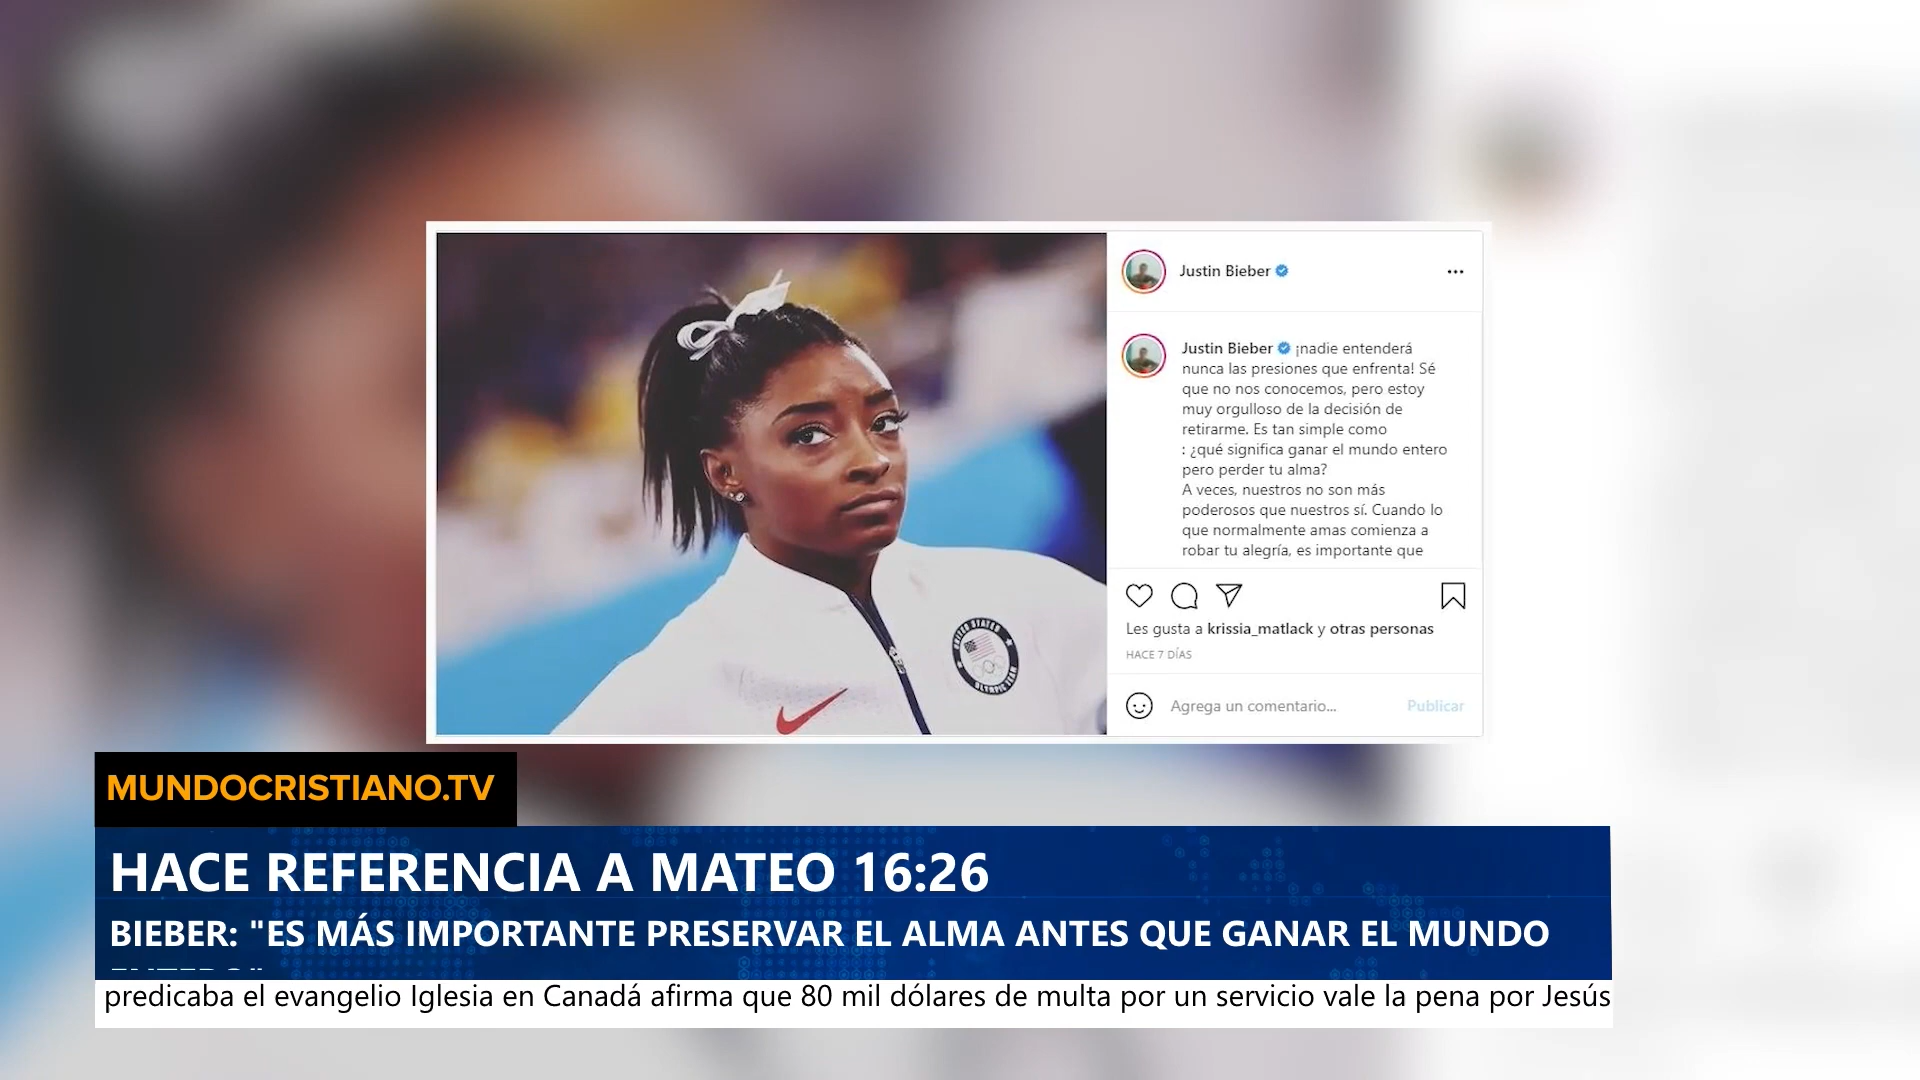 Justin Bieber
Justin Bieber ¡nadie entenderá
nunca las presiones que enfrenta! Sé
que no nos conocemos, pero estoy
muy orgulloso de la decisión de
retirarme. Es tan simple como
: ¿qué significa ganar el mundo entero
pero perder tu alma?
A veces, nuestros no son más
poderosos que nuestros sí. Cuando lo
que normalmente amas comienza a
robar tu alegría, es importante que
Les gusta a krissia_matlack y otras personas
HACE 7 DÍAS
Agrega un comentario... Publicar
UNITED STATES
OLYMPIC TEAM
MUNDOCRISTIANO.TV
HACE REFERENCIA A MATEO 16:26
BIEBER: "ES MÁS IMPORTANTE PRESERVAR EL ALMA ANTES QUE GANAR EL MUNDO
predicaba el evangelio Iglesia en Canadá afirma que 80 mil dólares de multa por un servicio vale la pena por Jesús